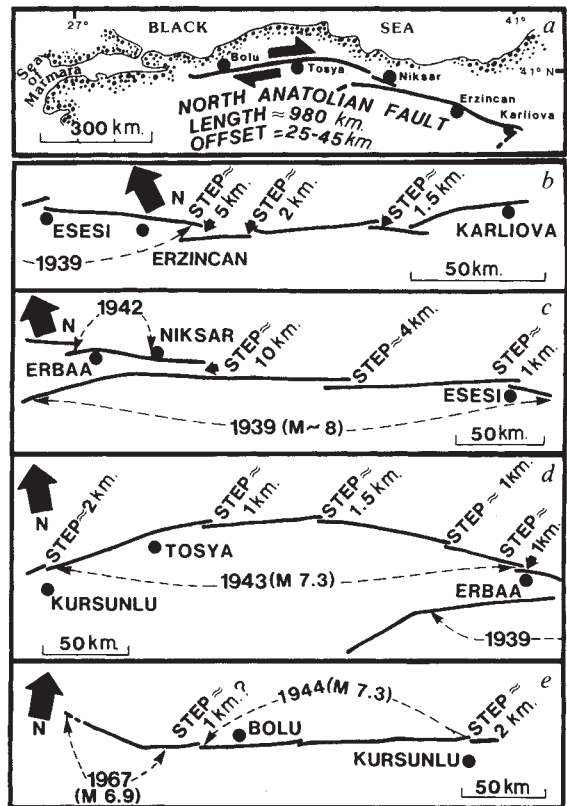 27°
BLACK
SEA
41°
a
Sea of Marmara
Bolu
Tosya
Niksar
41° N
Erzincan
Karliova
NORTH ANATOLIAN FAULT
LENGTH ≈ 980 km.
OFFSET = 25-45 km
300 km.
b
N
STEP ≈ 5 km.
STEP ≈ 2 km.
STEP ≈ 1.5 km.
ESESI
ERZINCAN
KARLIOVA
1939
50 km.
c
N
1942
NIKSAR
ERBAA
STEP ≈ 10 km.
STEP ≈ 4 km.
STEP ≈ 1 km.
ESESI
1939 (M ~ 8)
50 km.
d
N
STEP ≈ 2 km.
STEP ≈ 1 km.
STEP ≈ 1.5 km.
STEP ≈ 1 km.
STEP ≈ 1 km.
TOSYA
1943 (M 7.3)
ERBAA
KURSUNLU
1939
50 km.
e
N
STEP ≈ 1 km.?
1944 (M 7.3)
STEP ≈ 2 km.
BOLU
KURSUNLU
1967
(M 6.9)
50 km